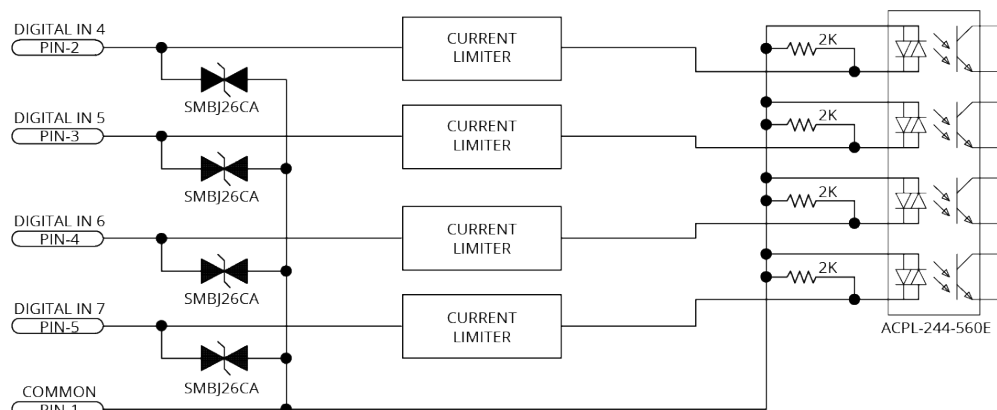 DIGITAL IN 4
PIN-2
CURRENT
LIMITER
SMBJ26CA
2K
DIGITAL IN 5
PIN-3
CURRENT
LIMITER
SMBJ26CA
2K
DIGITAL IN 6
PIN-4
CURRENT
LIMITER
SMBJ26CA
2K
DIGITAL IN 7
PIN-5
CURRENT
LIMITER
SMBJ26CA
2K
ACPL-244-560E
COMMON
PIN-1